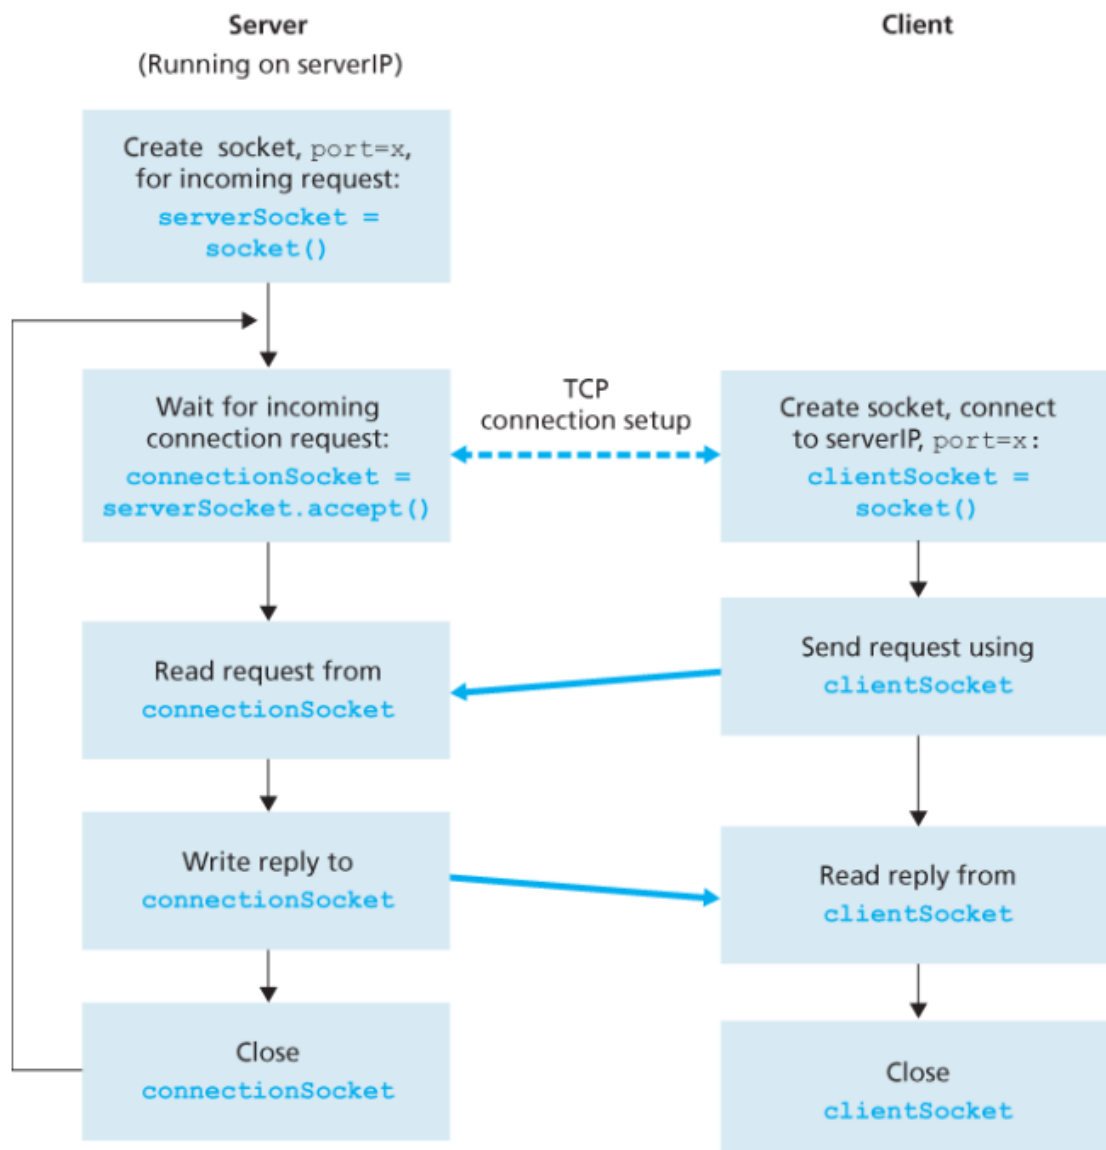 Server
(Running on serverIP)
Client
Create socket, port=x,
for incoming request:
serverSocket =
socket()
Wait for incoming
connection request:
connectionSocket =
serverSocket.accept()
TCP
connection setup
Create socket, connect
to serverIP, port=x:
clientSocket =
socket()
Read request from
connectionSocket
Send request using
clientSocket
Write reply to
connectionSocket
Read reply from
clientSocket
Close
connectionSocket
Close
clientSocket